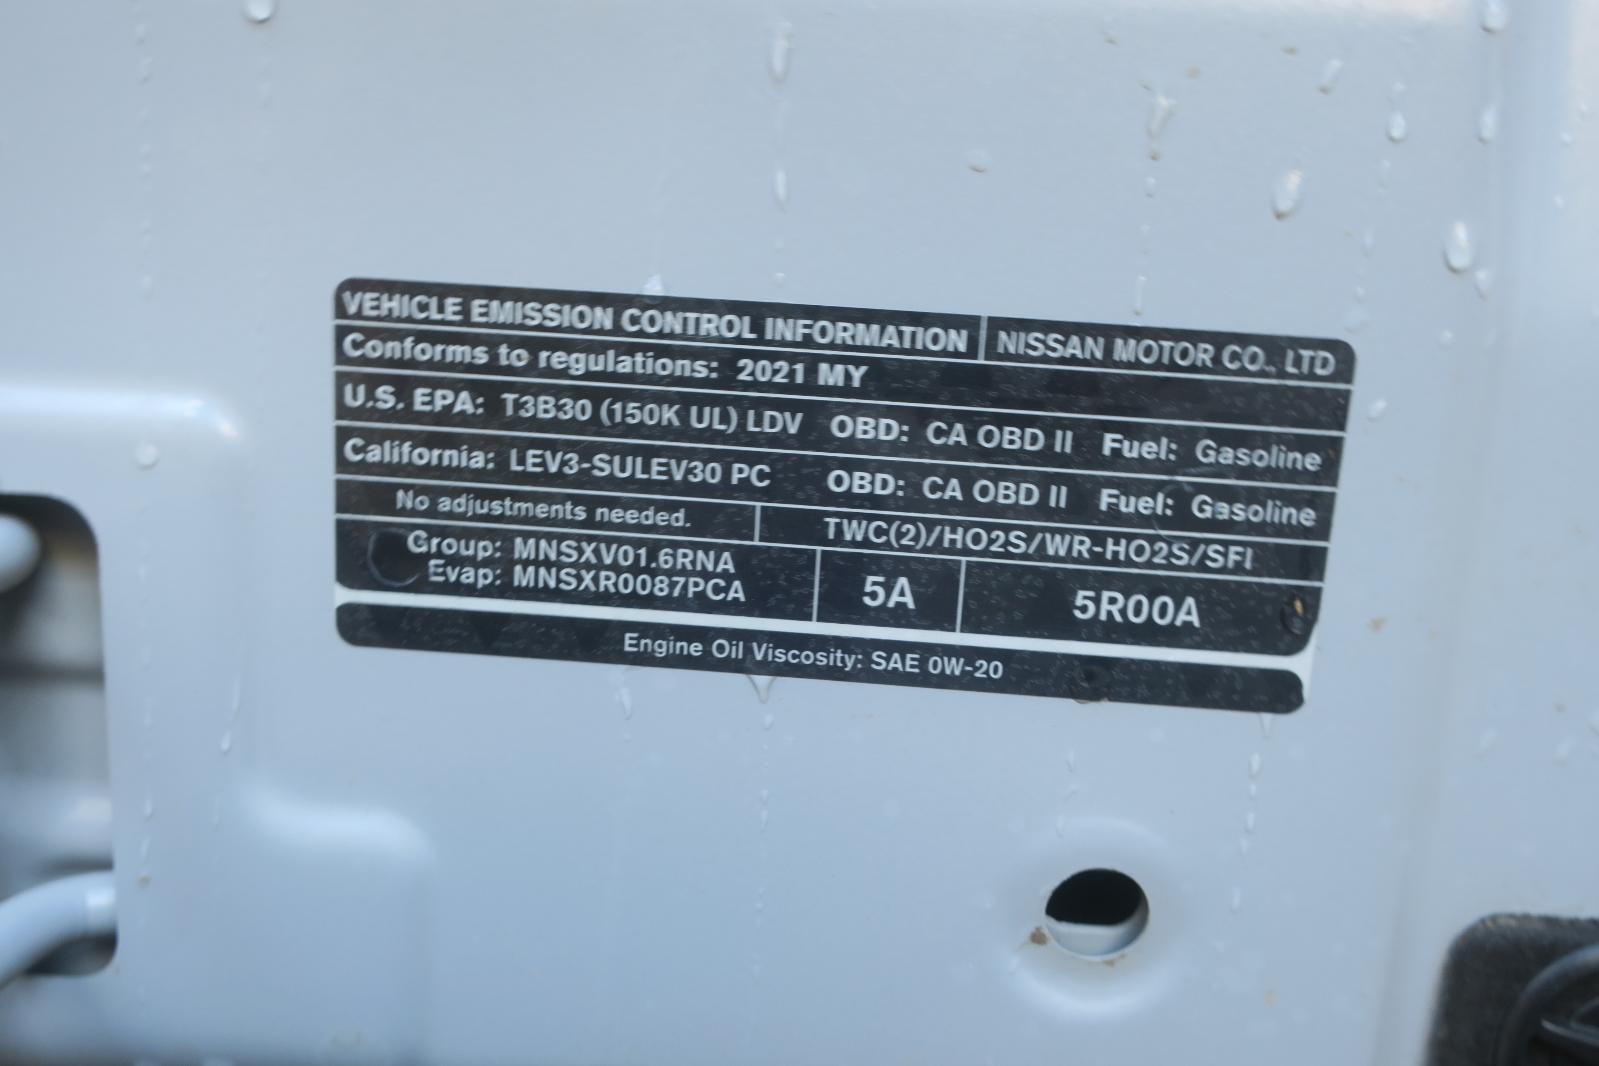 VEHICLE EMISSION CONTROL INFORMATION NISSAN MOTOR CO., LTD
Conforms to regulations: 2021 MY
U.S. EPA: T3B30 (150K UL) LDV OBD: CA OBD II Fuel: Gasoline
California: LEV3-SULEV30 PC OBD: CA OBD II Fuel: Gasoline
No adjustments needed. TWC(2)/HO2S/WR-HO2S/SFI
Group: MNSXV01.6RNA
Evap: MNSXR0087PCA
5A 5R00A
Engine Oil Viscosity: SAE 0W-20